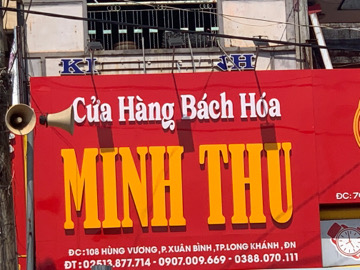 Cửa Hàng Bách Hóa
MINH THU
ĐC:108 HÙNG VƯƠNG,P.XUÂN BÌNH,TP.LONG KHÁNH,ĐN
ĐT : 02513.877.714 - 0907.009.669 - 0388.070.111